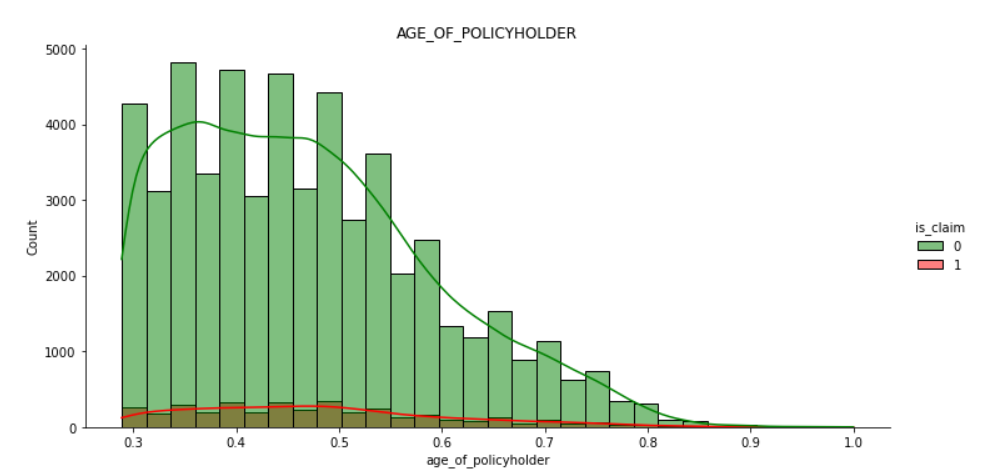 AGE_OF_POLICYHOLDER
5000
4000
3000
2000
1000
0
Count
0.3 0.4 0.5 0.6 0.7 0.8 0.9 1.0
age_of_policyholder
is_claim
0
1